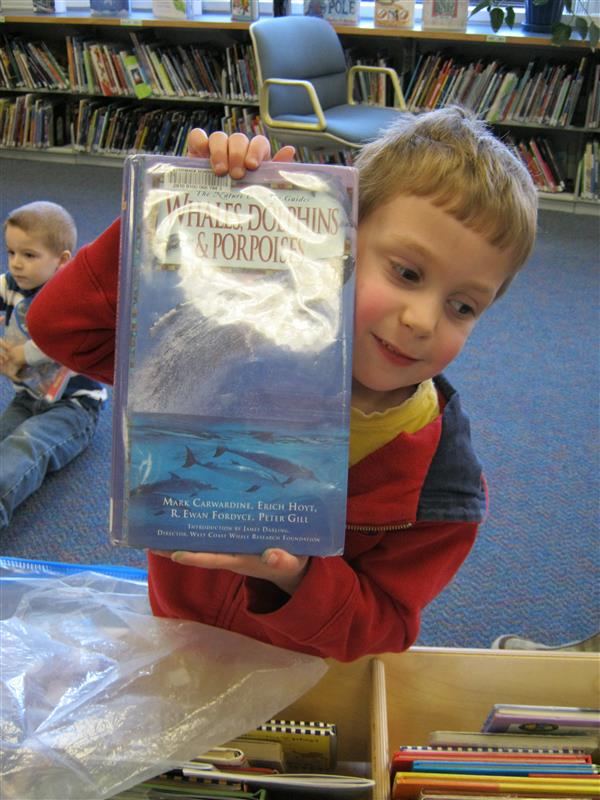 POLE
The Nature Guides
WHALES, DOLPHINS
& PORPOISES
MARK CARWARDINE, ERICH HOYT,
R. EWAN FORDYCE, PETER GILL
INTRODUCTION BY JAMES DARLING,
DIRECTOR, WEST COAST WHALE RESEARCH FOUNDATION